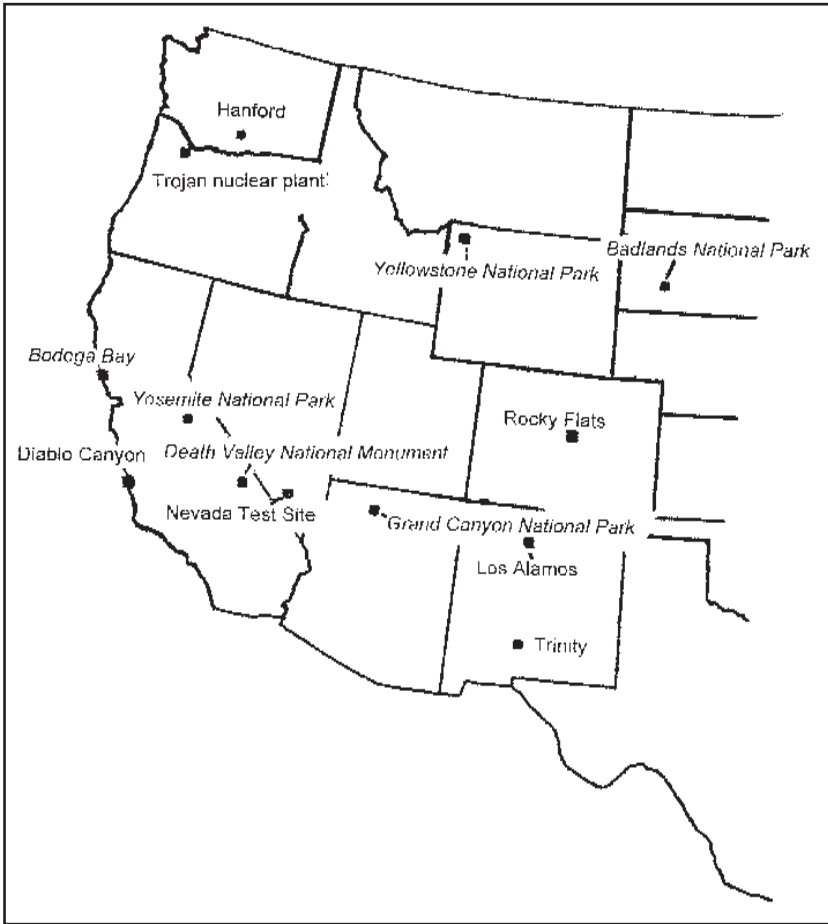 Hanford
Trojan nuclear plant
Badlands National Park
Yellowstone National Park
Bodega Bay
Yosemite National Park
Rocky Flats
Diablo Canyon
Death Valley National Monument
Nevada Test Site
Grand Canyon National Park
Los Alamos
Trinity